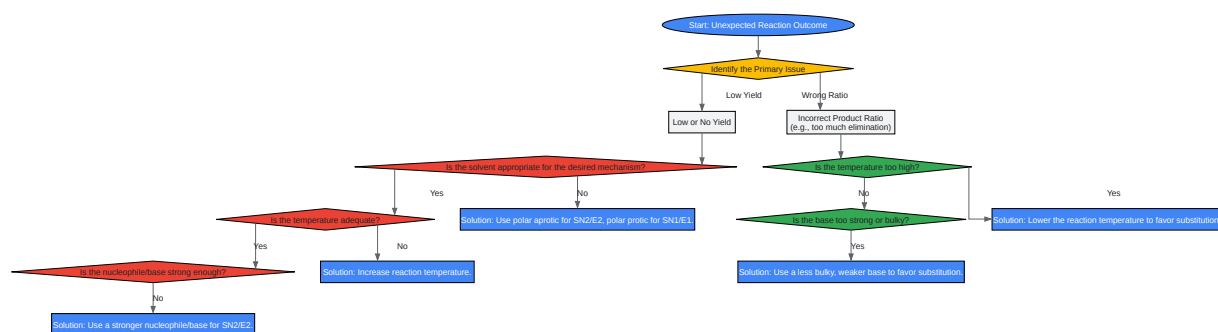 Start: Unexpected Reaction Outcome
Identify the Primary Issue
Low Yield
Wrong Ratio
Low or No Yield
Incorrect Product Ratio
(e.g., too much elimination)
Is the solvent appropriate for the desired mechanism?
Is the temperature too high?
Yes
No
No
Yes
Is the temperature adequate?
Solution: Use polar aprotic for SN2/E2, polar protic for SN1/E1.
Is the base too strong or bulky?
Solution: Lower the reaction temperature to favor substitution.
Yes
No
Yes
Is the nucleophile/base strong enough?
Solution: Increase reaction temperature.
Solution: Use a less bulky, weaker base to favor substitution.
No
Solution: Use a stronger nucleophile/base for SN2/E2.